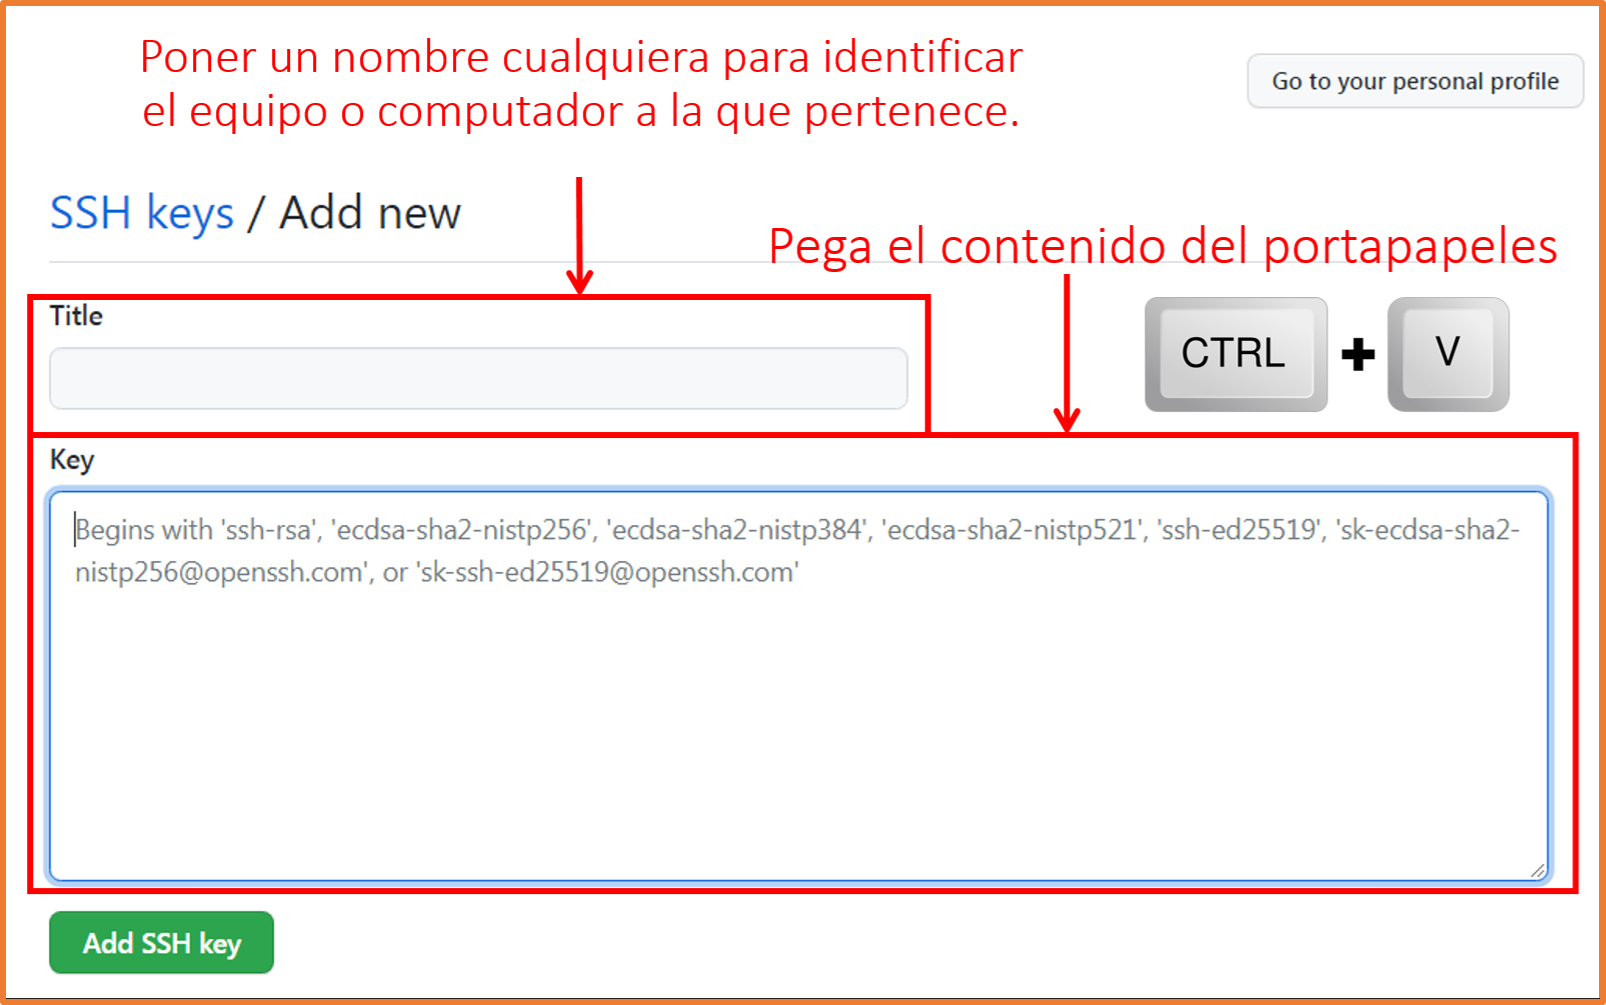 Poner un nombre cualquiera para identificar
el equipo o computador a la que pertenece.
Go to your personal profile
SSH keys / Add new
Pega el contenido del portapapeles
Title
CTRL + V
Key
Begins with 'ssh-rsa', 'ecdsa-sha2-nistp256', 'ecdsa-sha2-nistp384', 'ecdsa-sha2-nistp521', 'ssh-ed25519', 'sk-ecdsa-sha2-
nistp256@openssh.com', or 'sk-ssh-ed25519@openssh.com'
Add SSH key